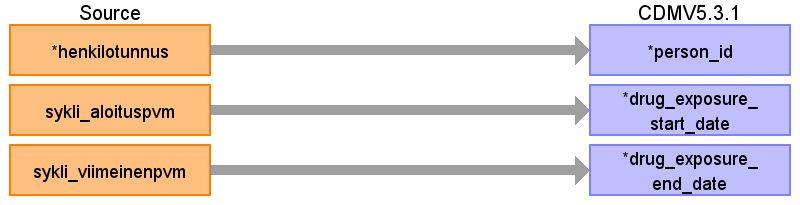 Source
CDMV5.3.1
*henkilotunnus
*person_id
sykli_aloituspvm
*drug_exposure_
start_date
sykli_viimeinenpvm
*drug_exposure_
end_date